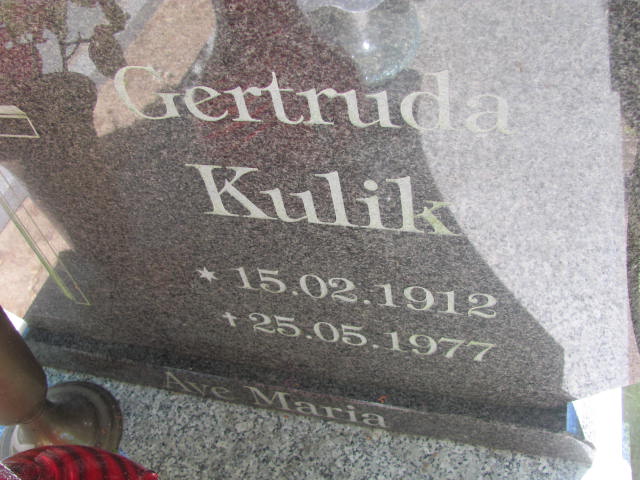 Gertruda
Kulik
* 15.02.1912
† 25.05.1977
Ave Maria